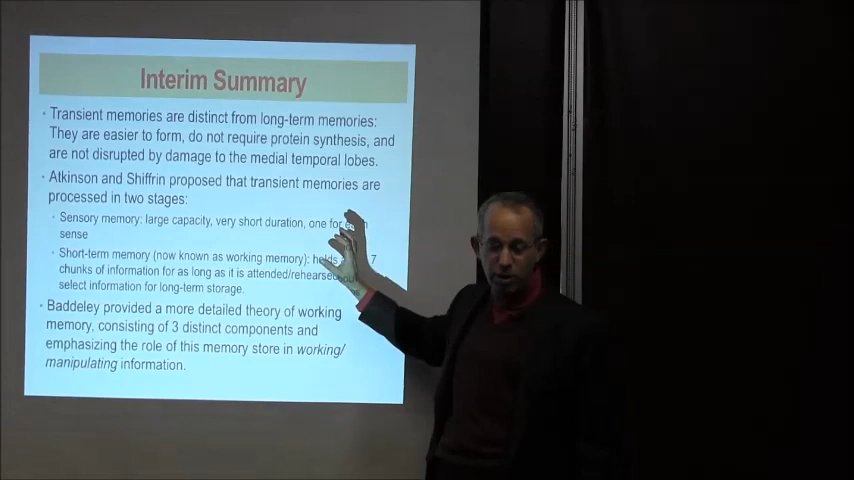 Interim Summary
• Transient memories are distinct from long-term memories:
They are easier to form, do not require protein synthesis, and
are not disrupted by damage to the medial temporal lobes.
• Atkinson and Shiffrin proposed that transient memories are
processed in two stages:
• Sensory memory: large capacity, very short duration, one for
sense
• Short-term memory (now known as working memory): 7
chunks of information for as long as it is attended/rehearsed
select information for long-term storage.
• Baddeley provided a more detailed theory of working
memory, consisting of 3 distinct components and
emphasizing the role of this memory store in working/
manipulating information.